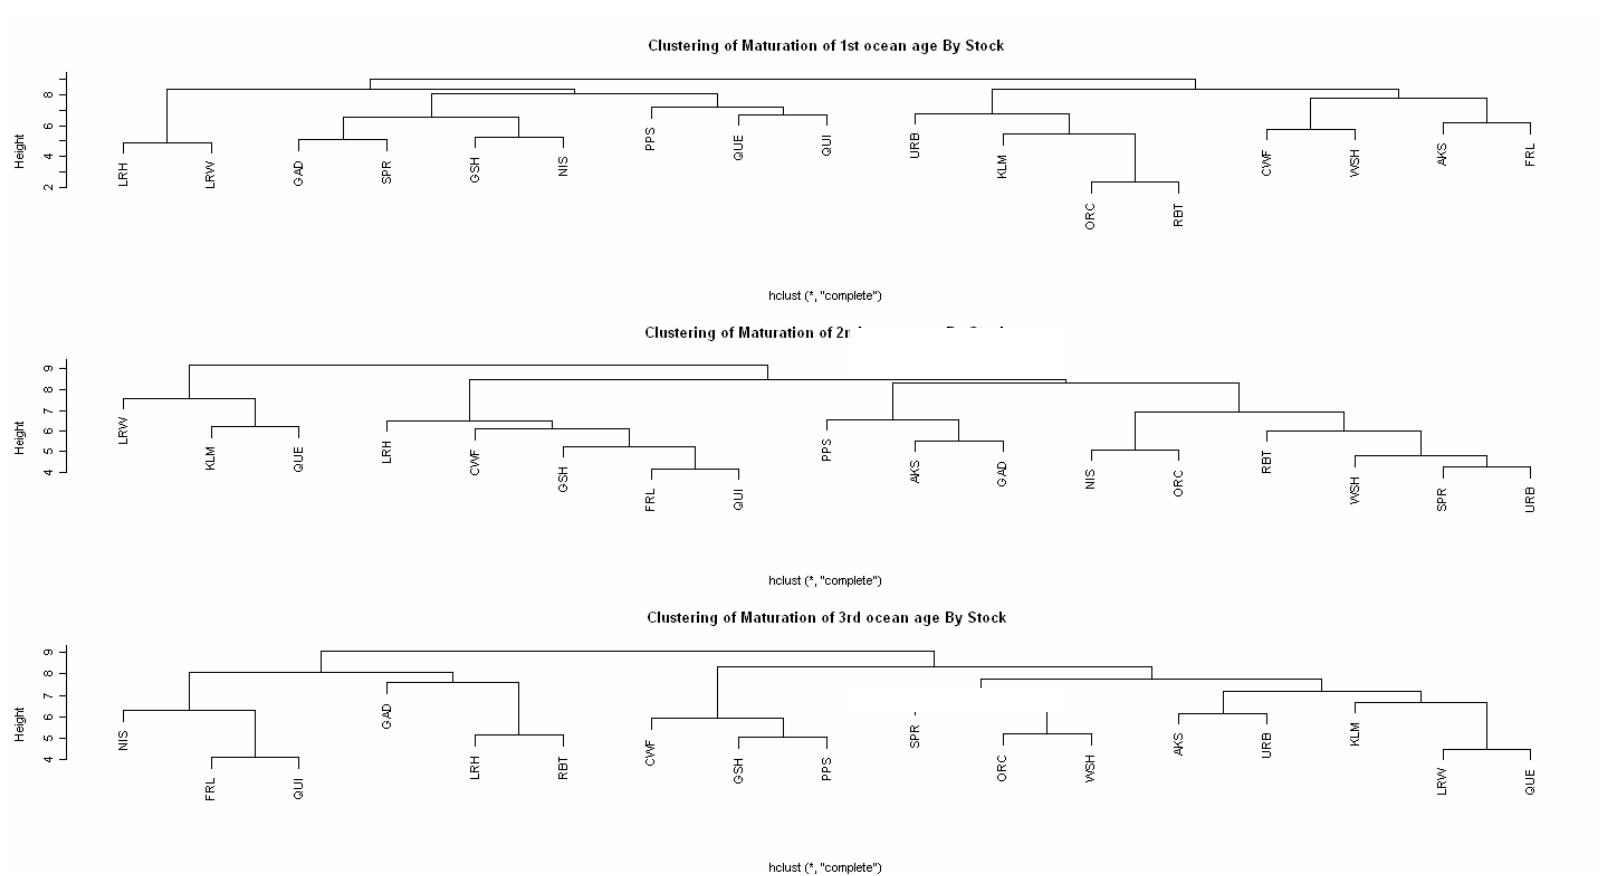 Clustering of Maturation of 1st ocean age By Stock
Height
8
6
4
2
LRH LRW GAD SPR GSH NIS PPS QUE QUI URB KLM ORC RBT CWF WSH AKS FRL
hclust (*, "complete")
Clustering of Maturation of
Height
9
8
7
6
5
4
LRW KLM QUE LRH CWF GSH FRL QUI PPS AKS GAD NIS ORC RBT WSH SPR URB
hclust (*, "complete")
Clustering of Maturation of 3rd ocean age By Stock
Height
9
8
7
6
5
4
NIS FRL QUI GAD LRH RBT CWF GSH PPS SPR ORC WSH AKS URB KLM LRW QUE
hclust (*, "complete")